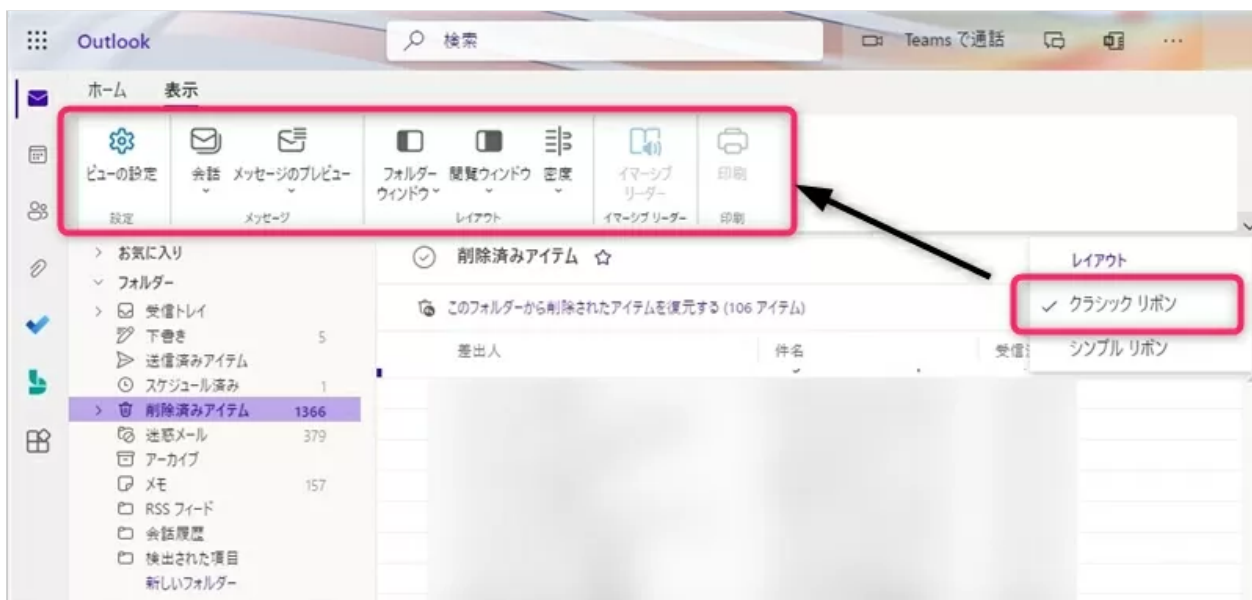 Outlook
検索
Teams で通話
ホーム 表示
ビューの設定 会話 メッセージのプレビュー フォルダー ウィンドウ 閲覧ウィンドウ 密度 イマーシブ リーダー 印刷
設定 メッセージ レイアウト イマーシブ リーダー 印刷
レイアウト
クラシック リボン
シンプル リボン
お気に入り
フォルダー
受信トレイ
下書き 5
送信済みアイテム
スケジュール済み 1
削除済みアイテム 1366
迷惑メール 379
アーカイブ
メモ 157
RSS フィード
会話履歴
検出された項目
新しいフォルダー
削除済みアイテム
このフォルダーから削除されたアイテムを復元する (106 アイテム)
差出人 件名 受信